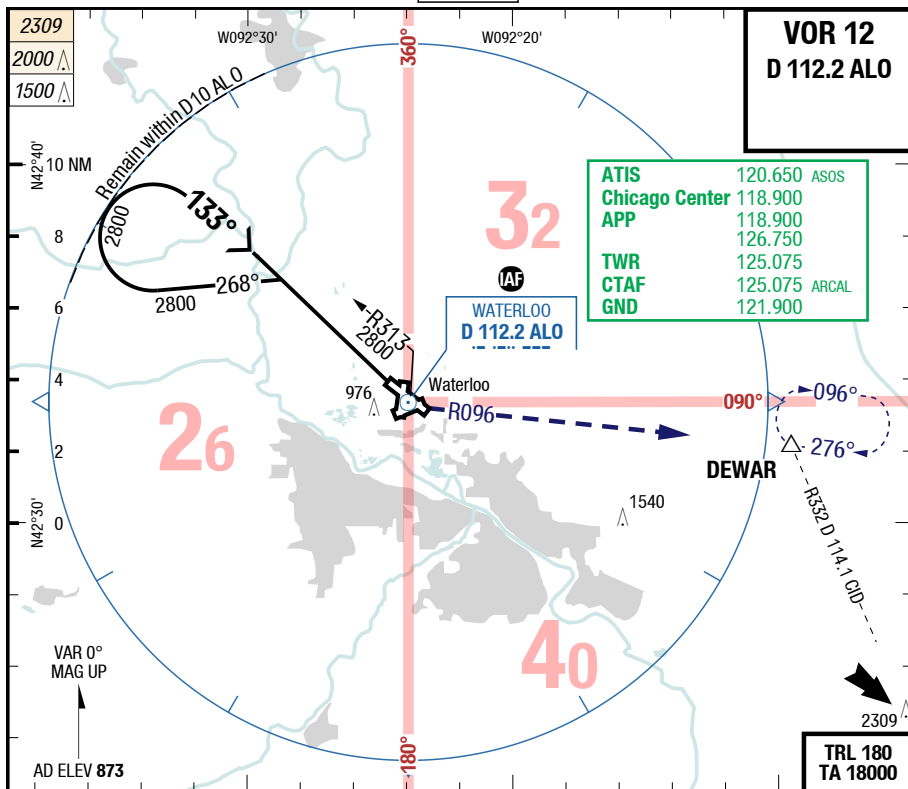 2309
2000
1500
W092°30'
W092°20'
360°
VOR 12
D 112.2 ALO
Remain within D10 ALO
N42°40'
10 NM
8
6
4
2
0
N42°30'
133°
2800
268°
2800
32
ATIS 120.650 ASOS
Chicago Center 118.900
APP 118.900
126.750
TWR 125.075
CTAF 125.075 ARCAL
GND 121.900
IAF
WATERLOO
D 112.2 ALO
R313
2800
Waterloo
976
R096
090°
096°
276°
DEWAR
26
1540
R332 D 114.1 CID
40
VAR 0°
MAG UP
AD ELEV 873
180°
2309
TRL 180
TA 18000